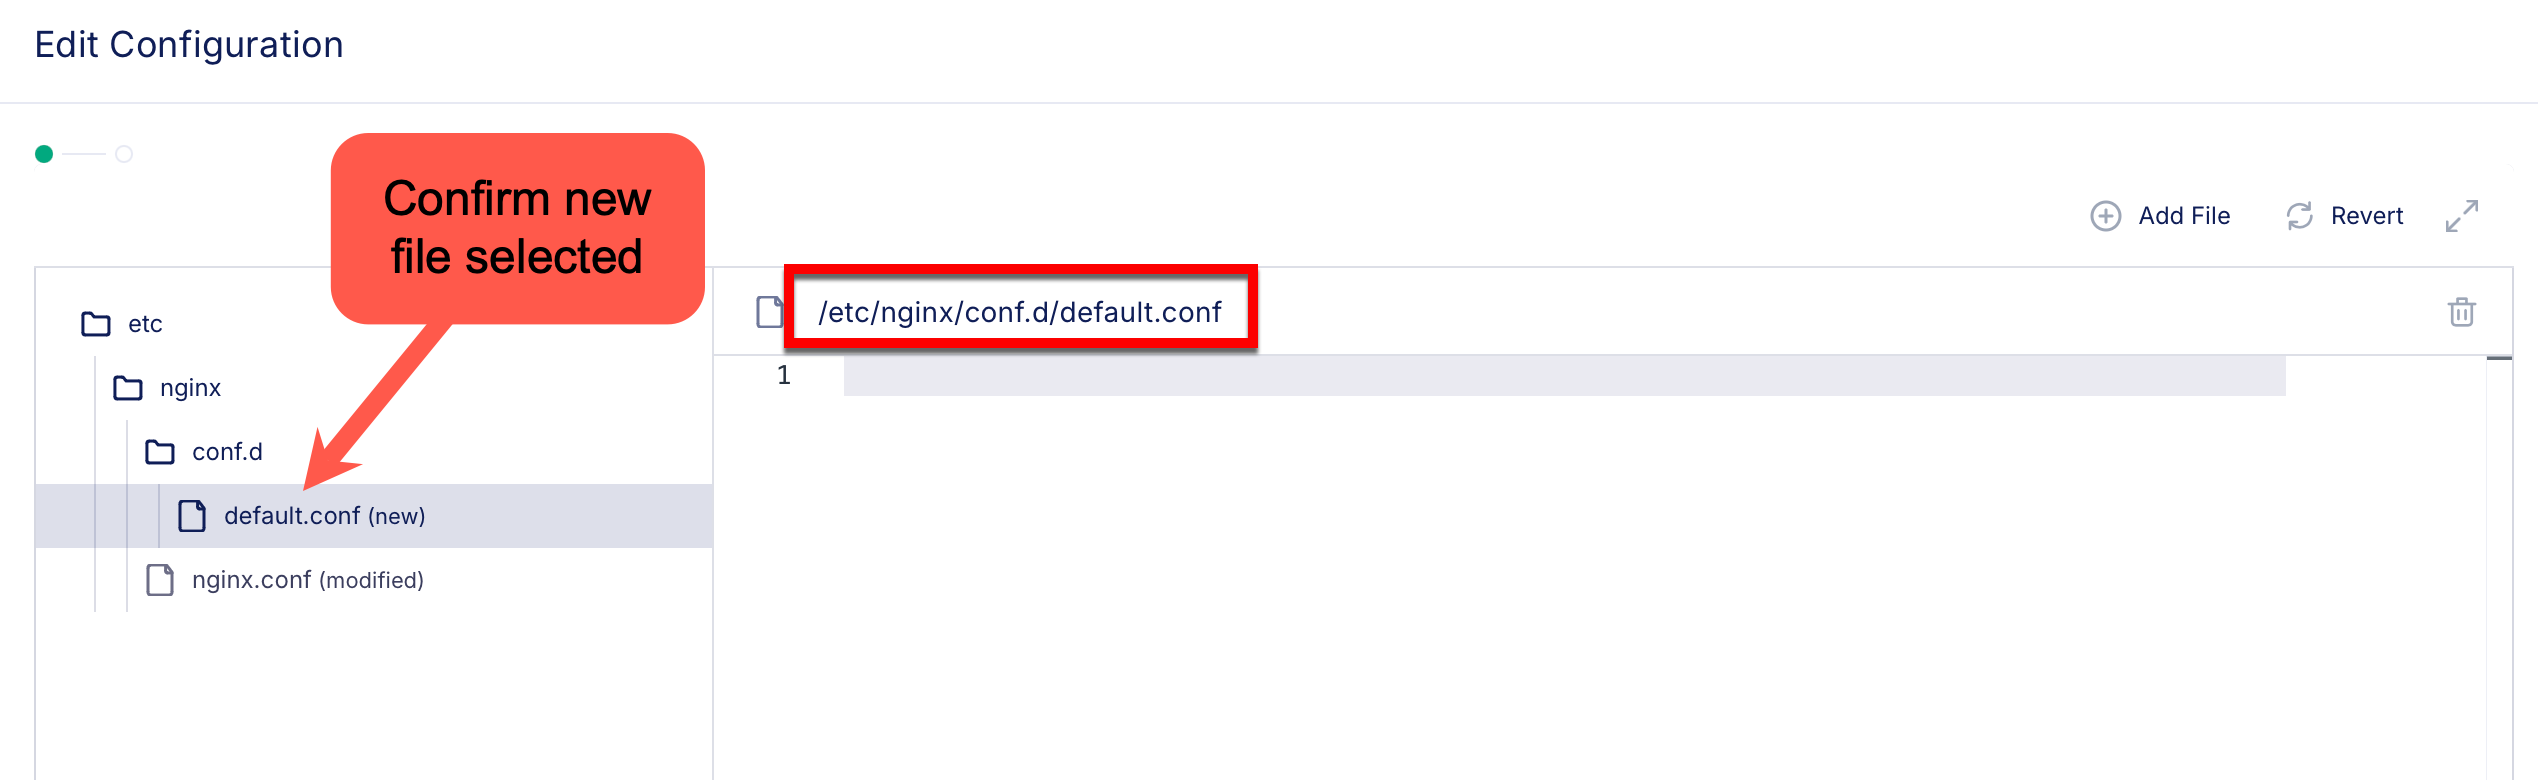 Edit Configuration
Confirm new
file selected
Add File
Revert
etc
nginx
conf.d
default.conf (new)
nginx.conf (modified)
/etc/nginx/conf.d/default.conf
1